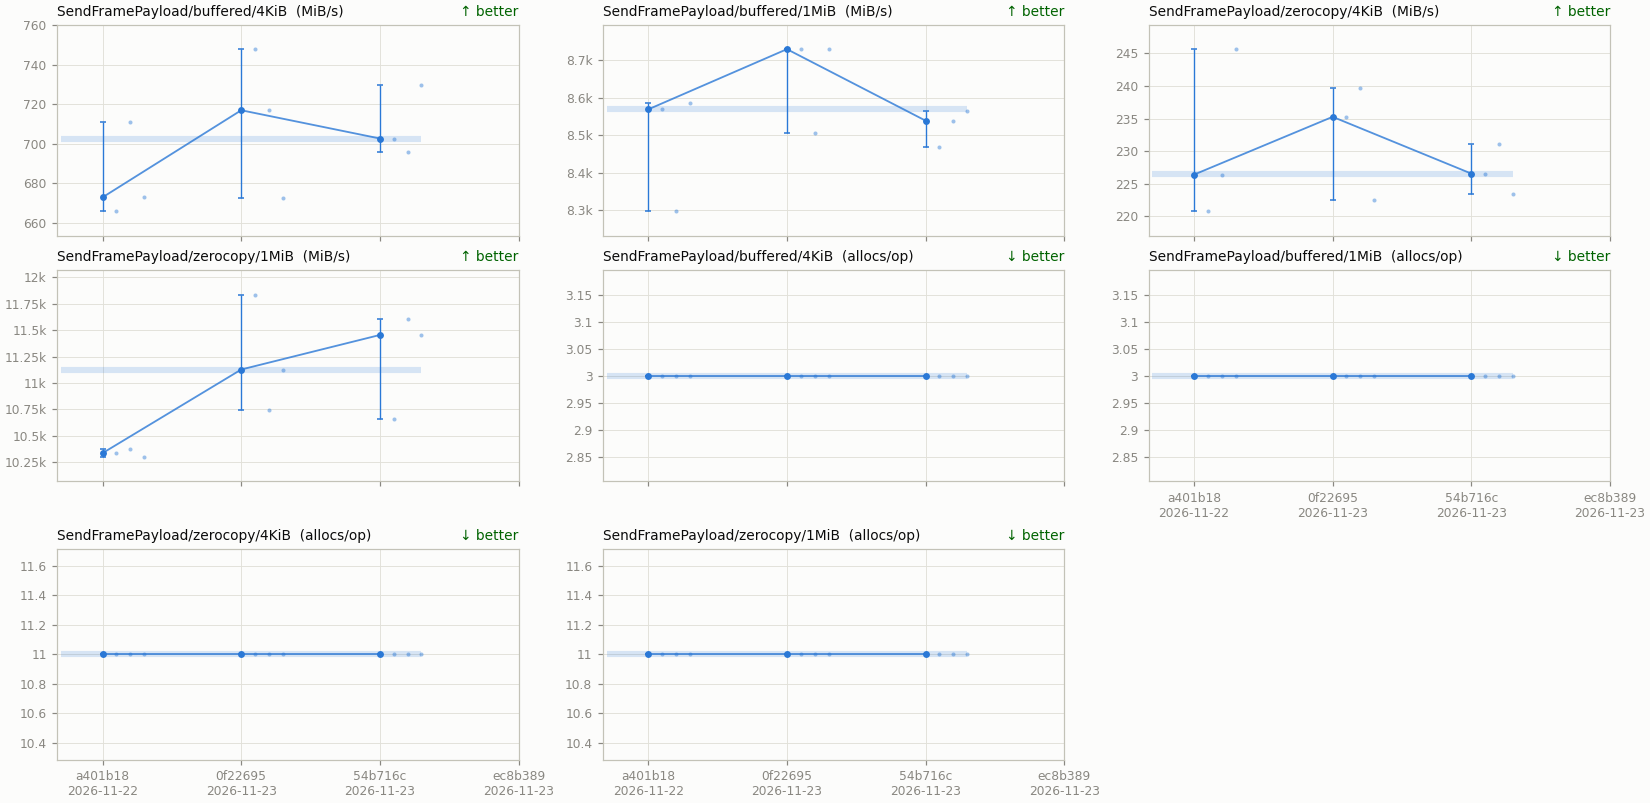 SendFramePayload/buffered/4KiB (MiB/s) ↑ better
760
740
720
700
680
660
SendFramePayload/buffered/1MiB (MiB/s) ↑ better
8.7k
8.6k
8.5k
8.4k
8.3k
SendFramePayload/zerocopy/4KiB (MiB/s) ↑ better
245
240
235
230
225
220
SendFramePayload/zerocopy/1MiB (MiB/s) ↑ better
12k
11.75k
11.5k
11.25k
11k
10.75k
10.5k
10.25k
SendFramePayload/buffered/4KiB (allocs/op) ↓ better
3.15
3.1
3.05
3
2.95
2.9
2.85
SendFramePayload/buffered/1MiB (allocs/op) ↓ better
3.15
3.1
3.05
3
2.95
2.9
2.85
a401b18 0f22695 54b716c ec8b389
2026-11-22 2026-11-23 2026-11-23 2026-11-23
SendFramePayload/zerocopy/4KiB (allocs/op) ↓ better
11.6
11.4
11.2
11
10.8
10.6
10.4
a401b18 0f22695 54b716c ec8b389
2026-11-22 2026-11-23 2026-11-23 2026-11-23
SendFramePayload/zerocopy/1MiB (allocs/op) ↓ better
11.6
11.4
11.2
11
10.8
10.6
10.4
a401b18 0f22695 54b716c ec8b389
2026-11-22 2026-11-23 2026-11-23 2026-11-23